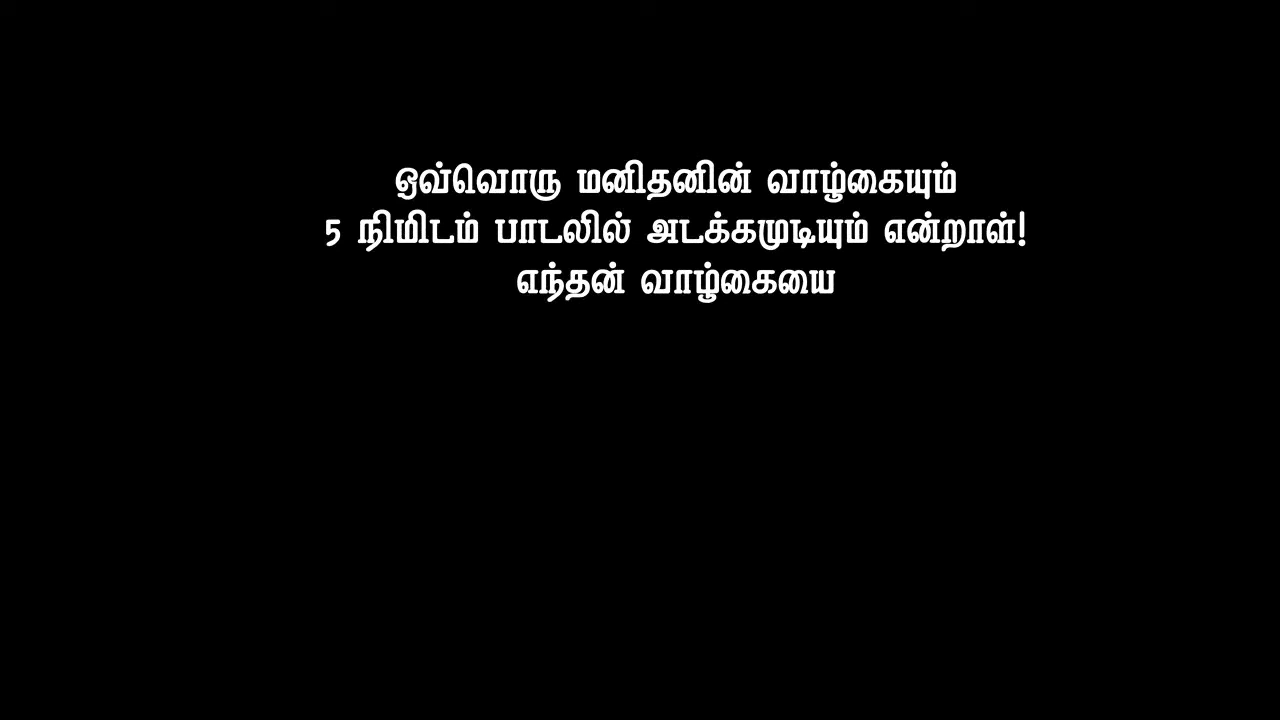 ஒவ்வொரு மனிதனின் வாழ்கையும்
5 நிமிடம் பாடலில் அடக்கமுடியும் என்றாள்!
எந்தன் வாழ்கையை